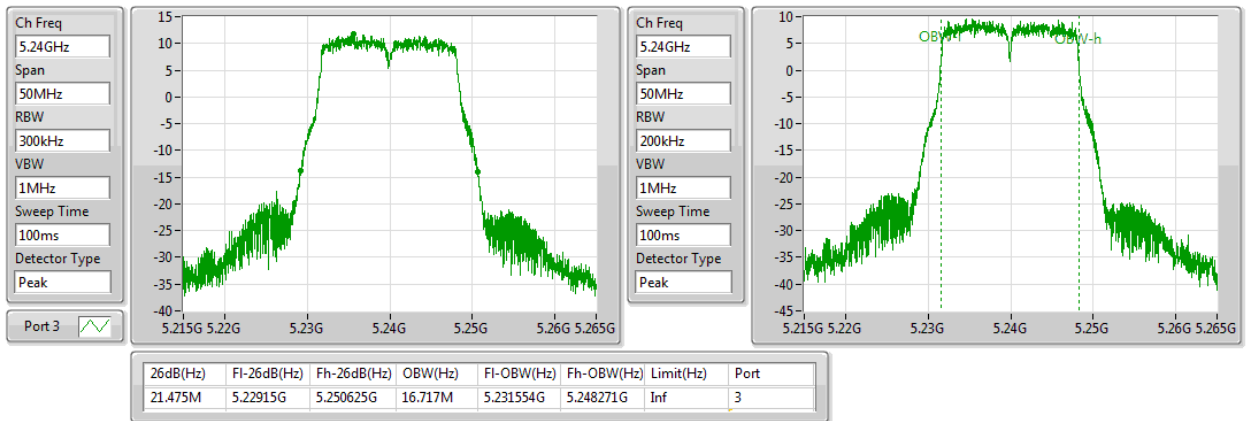 Ch Freq
5.24GHz
Span
50MHz
RBW
300kHz
VBW
1MHz
Sweep Time
100ms
Detector Type
Peak
Port 3
15
10
5
0
-5
-10
-15
-20
-25
-30
-35
-40
5.215G 5.22G 5.23G 5.24G 5.25G 5.26G 5.265G
Ch Freq
5.24GHz
Span
50MHz
RBW
200kHz
VBW
1MHz
Sweep Time
100ms
Detector Type
Peak
10
5
0
-5
-10
-15
-20
-25
-30
-35
-40
-45
OBW-h
5.215G 5.22G 5.23G 5.24G 5.25G 5.26G 5.265G
26dB(Hz) Fl-26dB(Hz) Fh-26dB(Hz) OBW(Hz) Fl-OBW(Hz) Fh-OBW(Hz) Limit(Hz) Port
21.475M 5.22915G 5.250625G 16.717M 5.231554G 5.248271G Inf 3